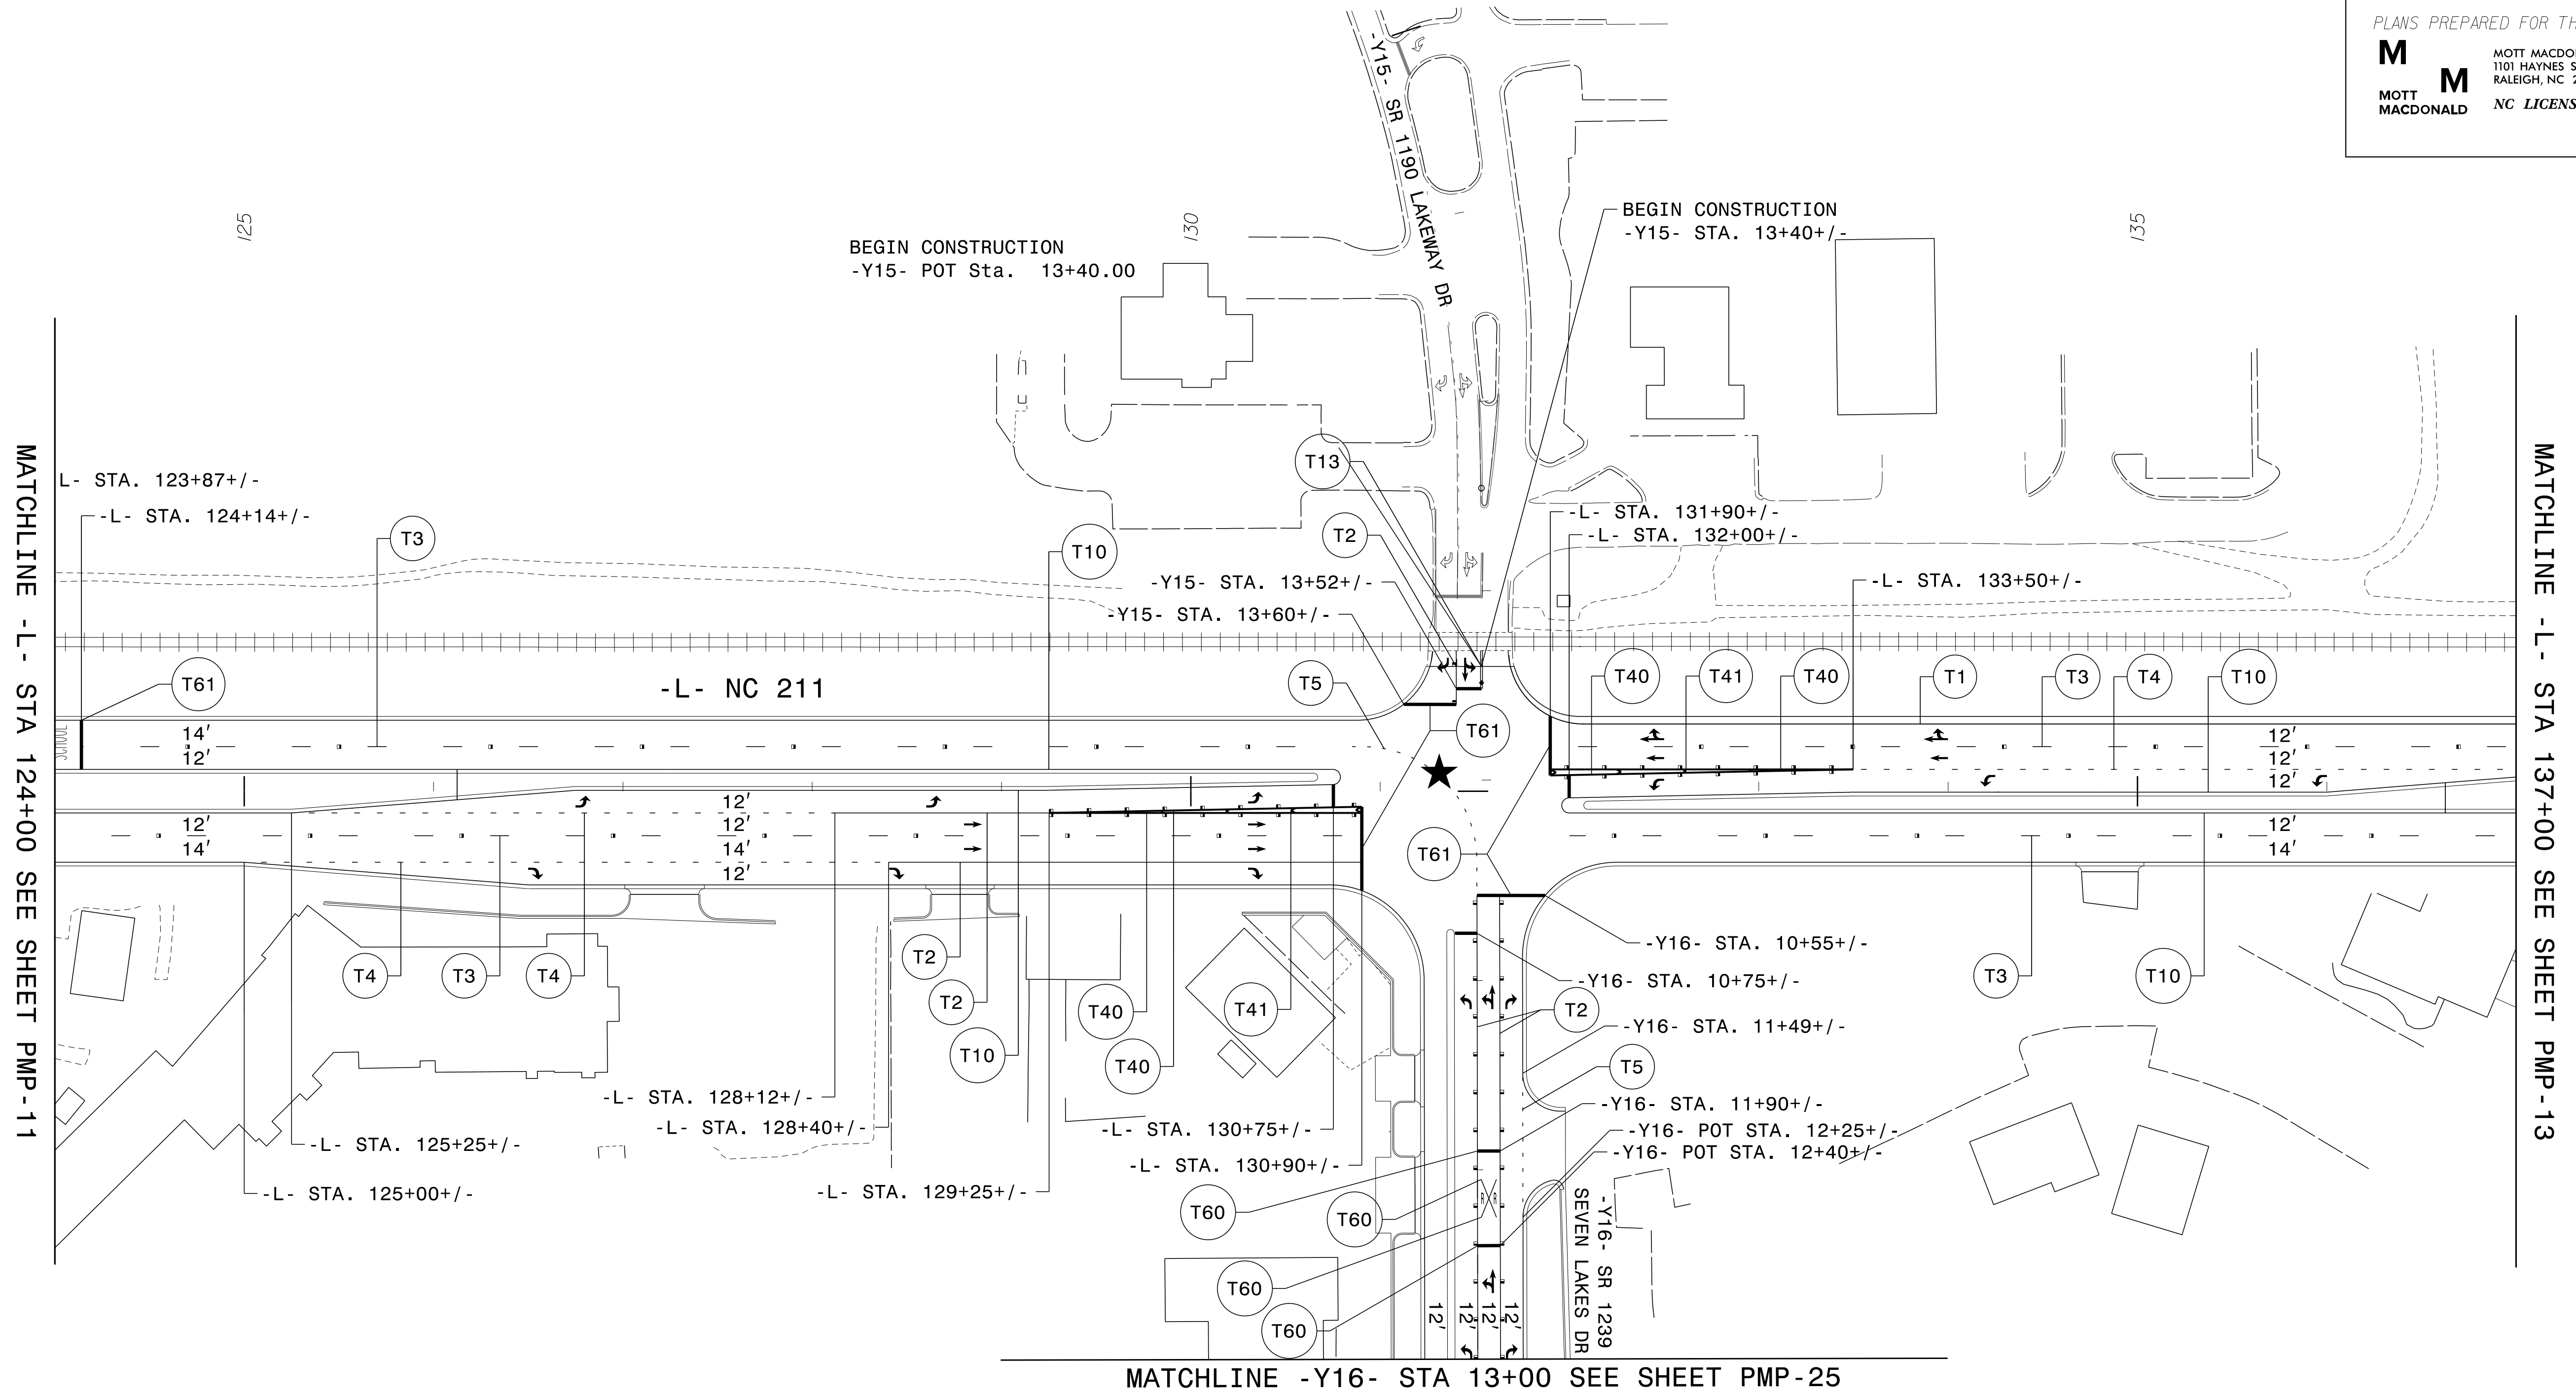 PLANS PREPARED FOR TH
M
M
MOTT
MACDONALD
MOTT MACDO
1101 HAYNES S
RALEIGH, NC 2
NC LICENS
-Y15- SR 1190 LAKEWAY DR
125
130
135
BEGIN CONSTRUCTION
-Y15- POT Sta. 13+40.00
BEGIN CONSTRUCTION
-Y15- STA. 13+40+/-
MATCHLINE -L- STA 124+00 SEE SHEET PMP-11
MATCHLINE -L- STA 137+00 SEE SHEET PMP-13
L- STA. 123+87+/-
-L- STA. 124+14+/-
T3
T10
T13
T2
-Y15- STA. 13+52+/-
-Y15- STA. 13+60+/-
-L- STA. 131+90+/-
-L- STA. 132+00+/-
-L- STA. 133+50+/-
T61
-L- NC 211
T5
T61
T40
T41
T40
T1
T3
T4
T10
14'
12'
12'
12'
12'
12'
14'
12'
12'
14'
12'
12'
14'
T61
T4
T3
T4
T2
T2
T10
T40
T40
T41
T3
T10
-Y16- STA. 10+55+/-
-Y16- STA. 10+75+/-
T2
-Y16- STA. 11+49+/-
T5
-Y16- STA. 11+90+/-
-Y16- POT STA. 12+25+/-
-Y16- POT STA. 12+40+/-
-L- STA. 128+12+/-
-L- STA. 128+40+/-
-L- STA. 125+25+/-
-L- STA. 125+00+/-
-L- STA. 130+75+/-
-L- STA. 130+90+/-
-L- STA. 129+25+/-
T60
T60
T60
T60
R R
12'
12'
12'
12'
-Y16- SR 1239
SEVEN LAKES DR
MATCHLINE -Y16- STA 13+00 SEE SHEET PMP-25